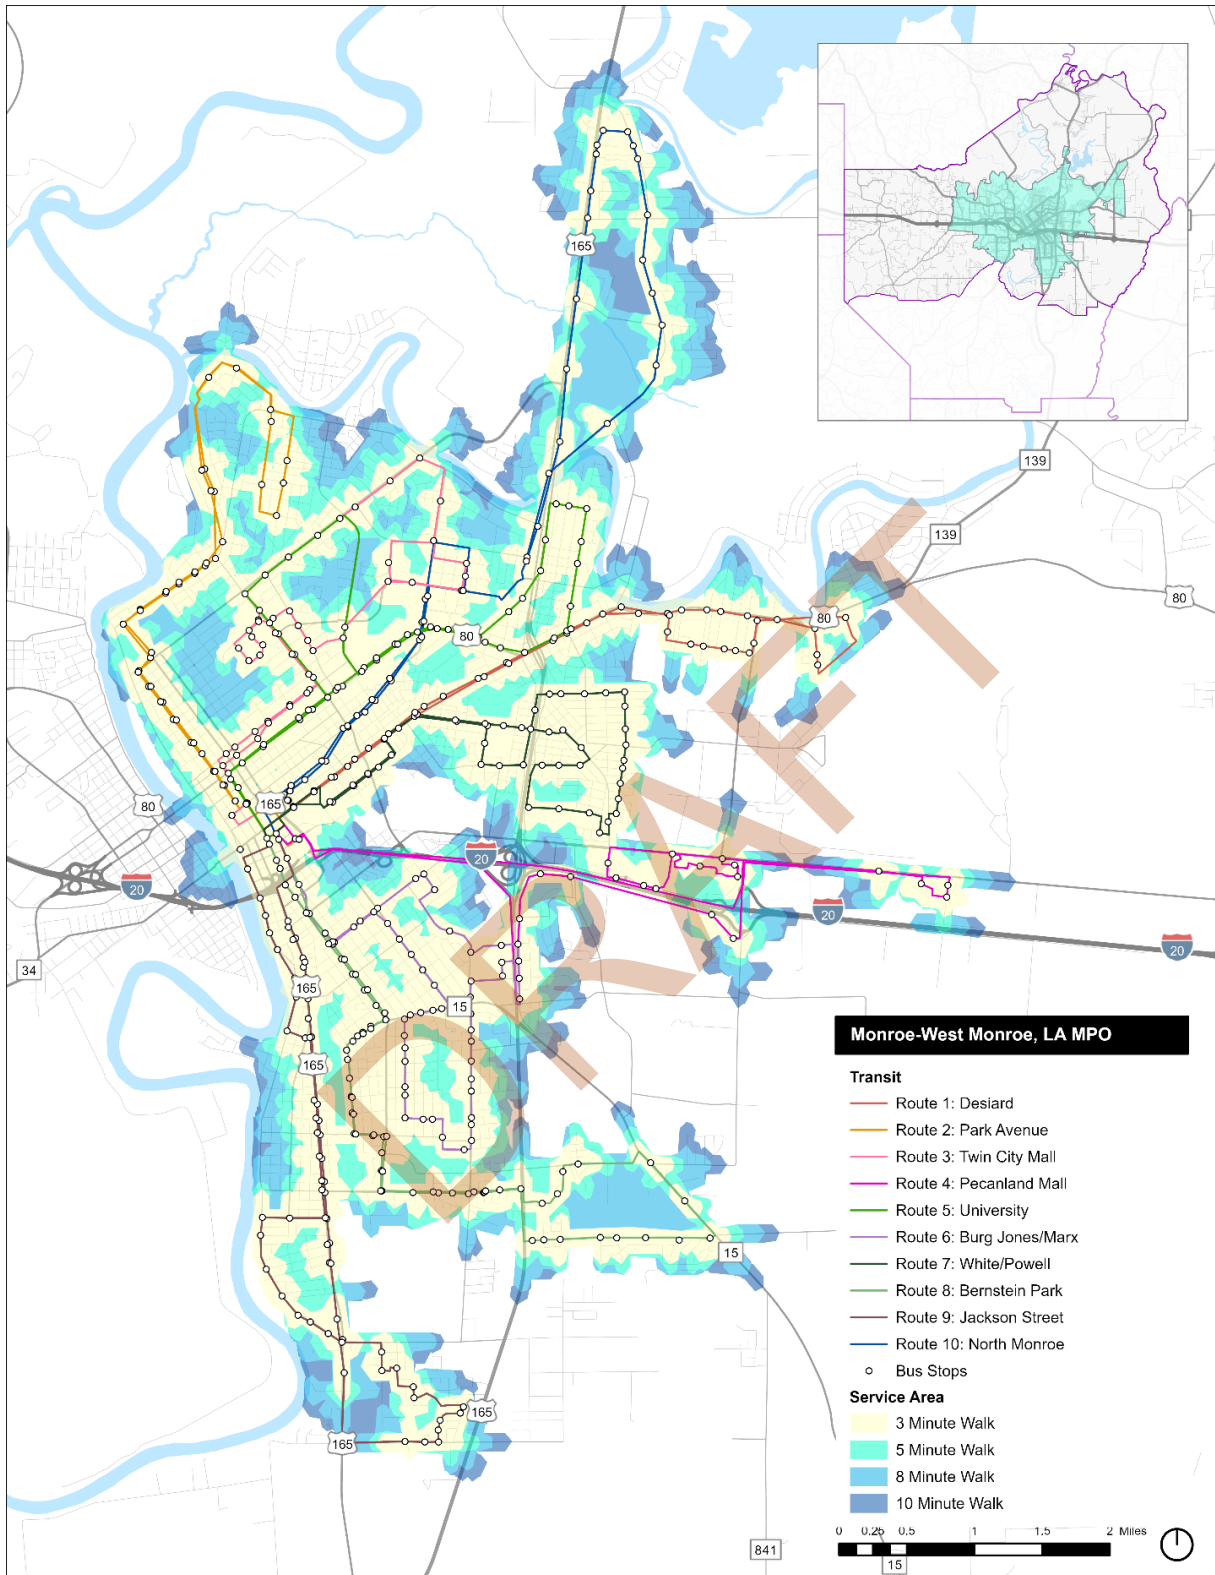 165
139
139
80
80
80
165
80
20
20
20
20
34
165
15
165
15
165
165
841
15
DRAFT
Monroe-West Monroe, LA MPO
Transit
Route 1: Desiard
Route 2: Park Avenue
Route 3: Twin City Mall
Route 4: Pecanland Mall
Route 5: University
Route 6: Burg Jones/Marx
Route 7: White/Powell
Route 8: Bernstein Park
Route 9: Jackson Street
Route 10: North Monroe
Bus Stops
Service Area
3 Minute Walk
5 Minute Walk
8 Minute Walk
10 Minute Walk
0 0.25 0.5 1 1.5 2 Miles